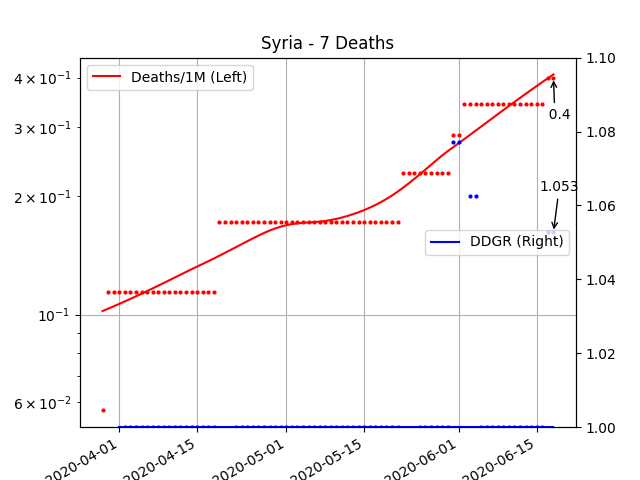 Syria - 7 Deaths
Deaths/1M (Left)
4 × 10⁻¹
3 × 10⁻¹
2 × 10⁻¹
10⁻¹
6 × 10⁻²
1.10
1.08
1.06
1.04
1.02
1.00
0.4
1.053
DDGR (Right)
2020-04-01
2020-04-15
2020-05-01
2020-05-15
2020-06-01
2020-06-15